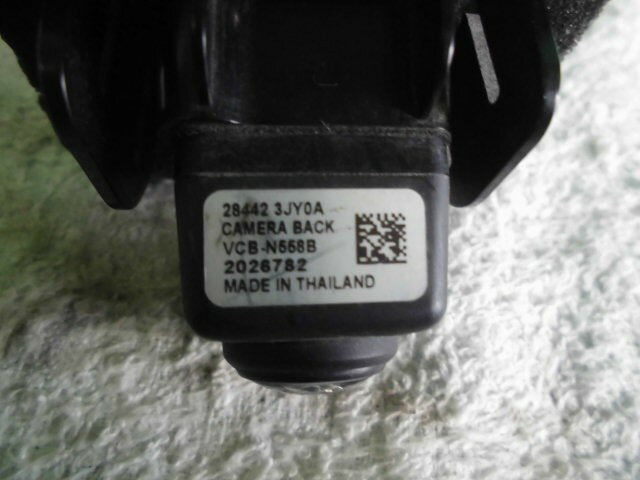 28442 3JY0A
CAMERA BACK
VCB-N558B
2026782
MADE IN THAILAND